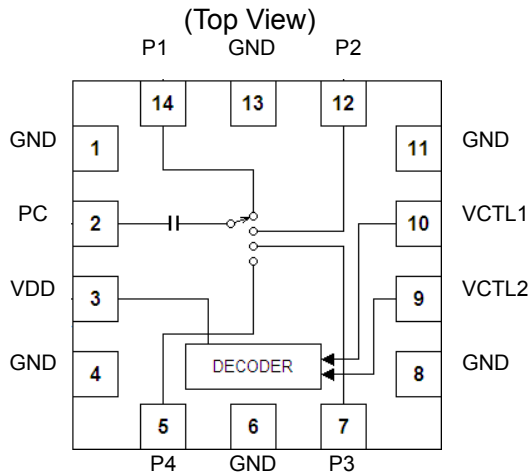 (Top View)
P1 GND P2
14 13 12
GND 1 11 GND
PC 2 10 VCTL1
VDD 3 9 VCTL2
GND 4 DECODER 8 GND
5 6 7
P4 GND P3